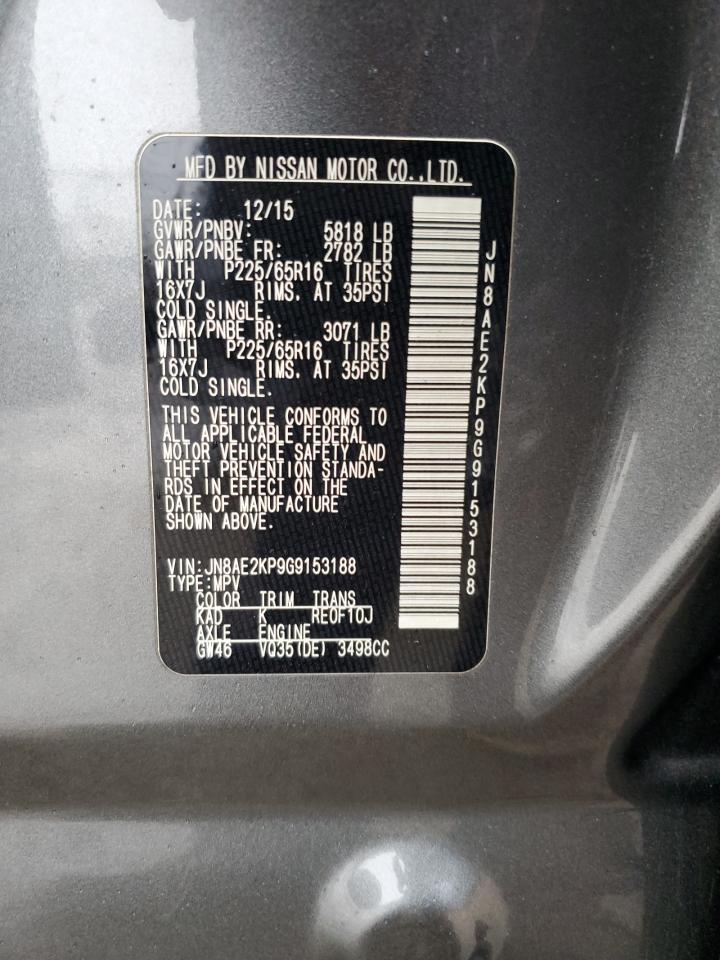 MFD BY NISSAN MOTOR CO.,LTD.
DATE: 12/15
GVWR/PNBV: 5818 LB
GAWR/PNBE FR: 2782 LB
WITH P225/65R16 TIRES
16X7J RIMS. AT 35PSI
COLD SINGLE.
GAWR/PNBE RR: 3071 LB
WITH P225/65R16 TIRES
16X7J RIMS. AT 35PSI
COLD SINGLE.
THIS VEHICLE CONFORMS TO
ALL APPLICABLE FEDERAL
MOTOR VEHICLE SAFETY AND
THEFT PREVENTION STANDA-
RDS IN EFFECT ON THE
DATE OF MANUFACTURE
SHOWN ABOVE.
VIN:JN8AE2KP9G9153188
TYPE:MPV
COLOR TRIM TRANS
KAD K RE0F10J
AXLE ENGINE
GW46 VQ35(DE) 3498CC
JN8AE2KP9G9153188